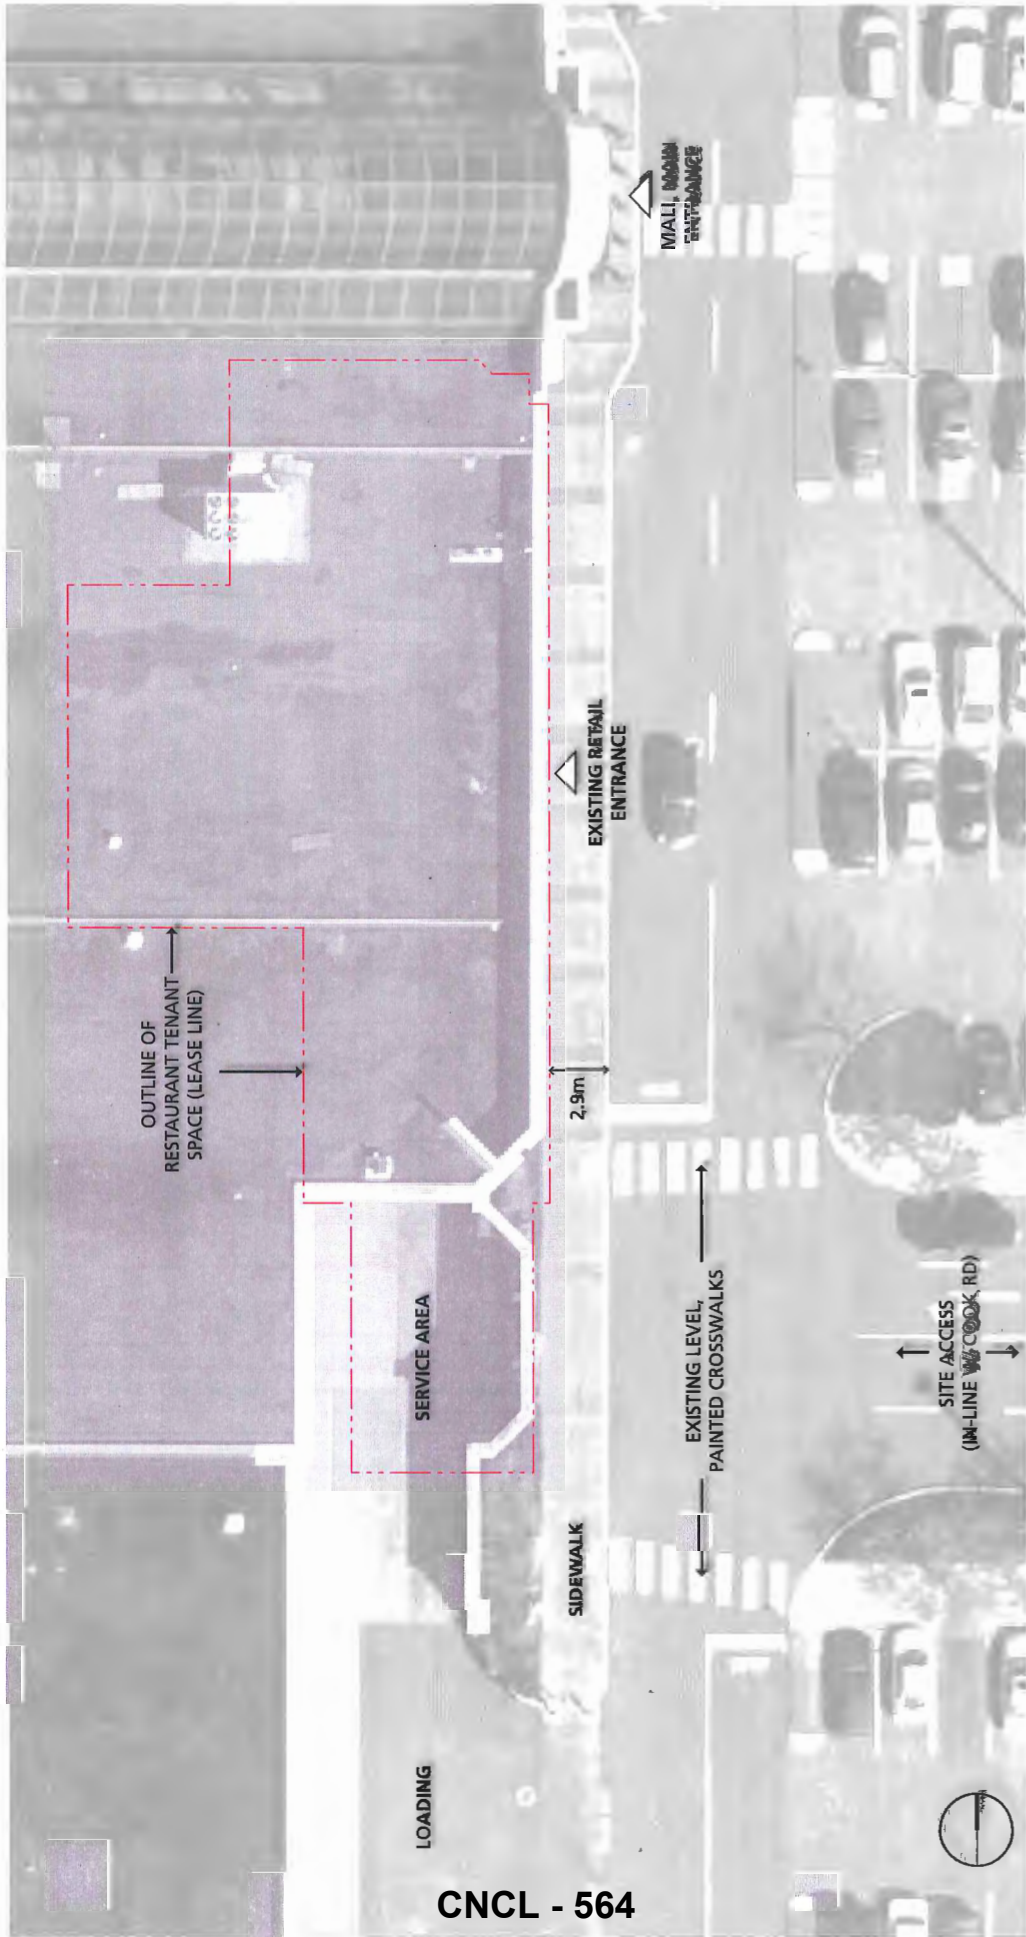 MALL MAIN
ENTRANCE
EXISTING RETAIL
ENTRANCE
OUTLINE OF
RESTAURANT TENANT
SPACE (LEASE LINE)
2.9m
SERVICE AREA
EXISTING LEVEL,
PAINTED CROSSWALKS
SITE ACCESS
(IN-LINE W/ COOK RD)
SIDEWALK
LOADING
CNCL - 564